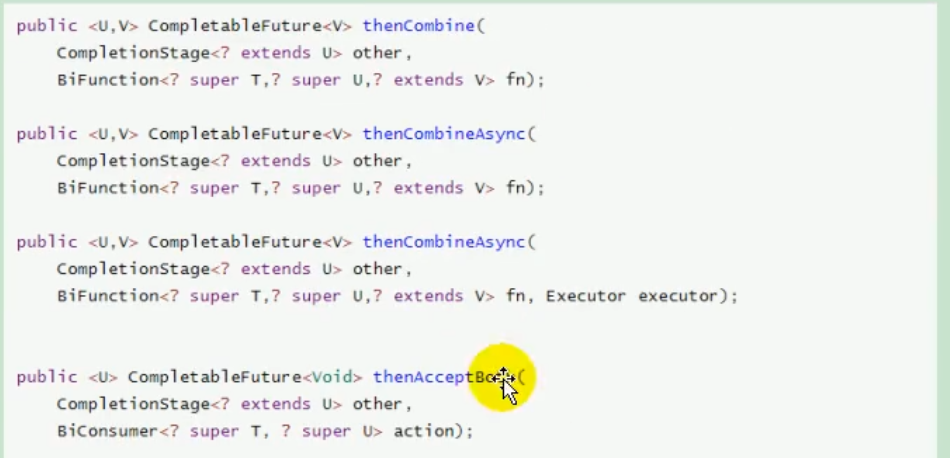 public <U,V> CompletableFuture<V> thenCombine(
CompletionStage<? extends U> other,
BiFunction<? super T,? super U,? extends V> fn);
public <U,V> CompletableFuture<V> thenCombineAsync(
CompletionStage<? extends U> other,
BiFunction<? super T,? super U,? extends V> fn);
public <U,V> CompletableFuture<V> thenCombineAsync(
CompletionStage<? extends U> other,
BiFunction<? super T,? super U,? extends V> fn, Executor executor);
public <U> CompletableFuture<Void> thenAcceptBoth(
CompletionStage<? extends U> other,
BiConsumer<? super T, ? super U> action);